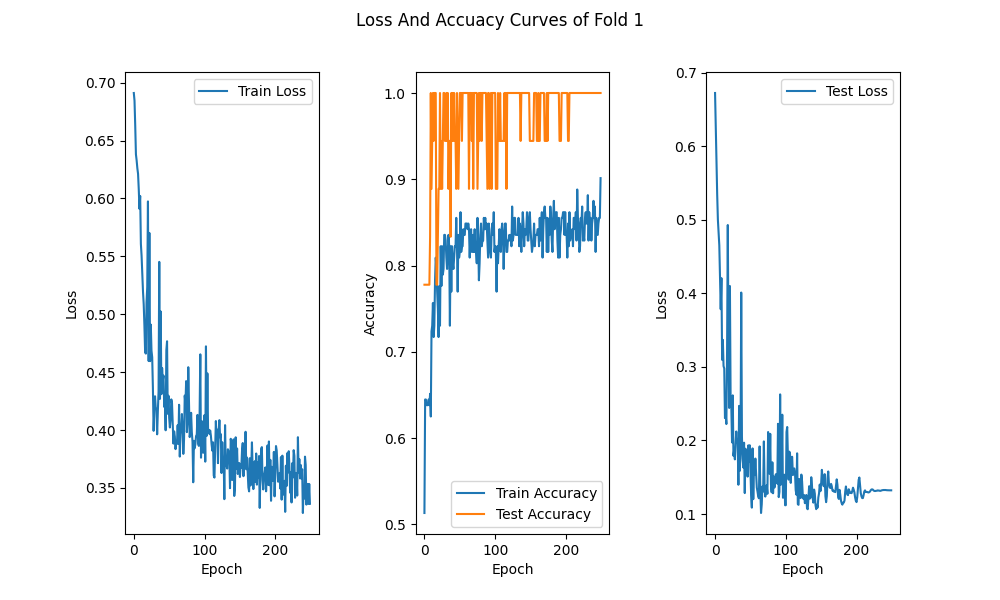 Loss And Accuacy Curves of Fold 1
Train Loss
0.70
0.65
0.60
0.55
0.50
0.45
0.40
0.35
Loss
0
100
200
Epoch
1.0
0.9
0.8
0.7
0.6
0.5
Accuracy
Train Accuracy
Test Accuracy
0
100
200
Epoch
Test Loss
0.7
0.6
0.5
0.4
0.3
0.2
0.1
Loss
0
100
200
Epoch